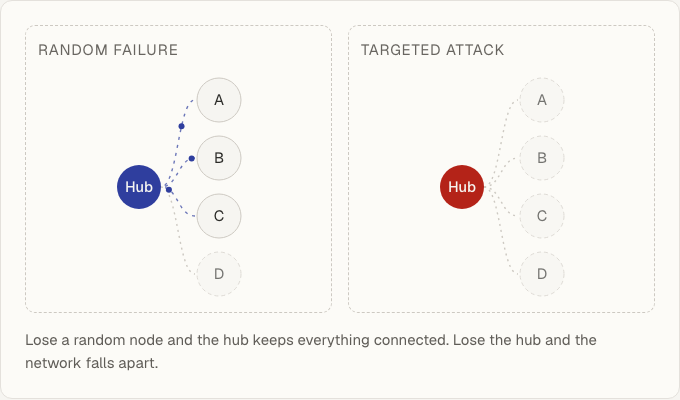 RANDOM FAILURE
Hub
A
B
C
D
TARGETED ATTACK
Hub
A
B
C
D
Lose a random node and the hub keeps everything connected. Lose the hub and the
network falls apart.